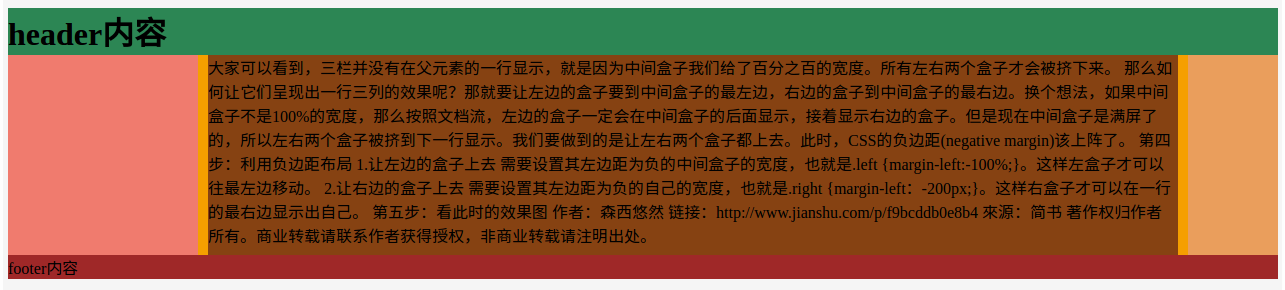 header内容
大家可以看到，三栏并没有在父元素的一行显示，就是因为中间盒子我们给了百分之百的宽度。所有左右两个盒子才会被挤下来。 那么如
何让它们呈现出一行三列的效果呢？那就要让左边的盒子要到中间盒子的最左边，右边的盒子到中间盒子的最右边。换个想法，如果中间
盒子不是100%的宽度，那么按照文档流，左边的盒子一定会在中间盒子的后面显示，接着显示右边的盒子。但是现在中间盒子是满屏了
的，所以左右两个盒子被挤到下一行显示。我们要做到的是让左右两个盒子都上去。此时，CSS的负边距(negative margin)该上阵了。 第四
步：利用负边距布局 1.让左边的盒子上去 需要设置其左边距为负的中间盒子的宽度，也就是.left {margin-left:-100%;}。这样左盒子才可以
往最左边移动。 2.让右边的盒子上去 需要设置其左边距为负的自己的宽度，也就是.right {margin-left：-200px;}。这样右盒子才可以在一行
的最右边显示出自己。 第五步：看此时的效果图 作者：森西悠然 链接：http://www.jianshu.com/p/f9bcddb0e8b4 來源：简书 著作权归作者
所有。商业转载请联系作者获得授权，非商业转载请注明出处。
footer内容